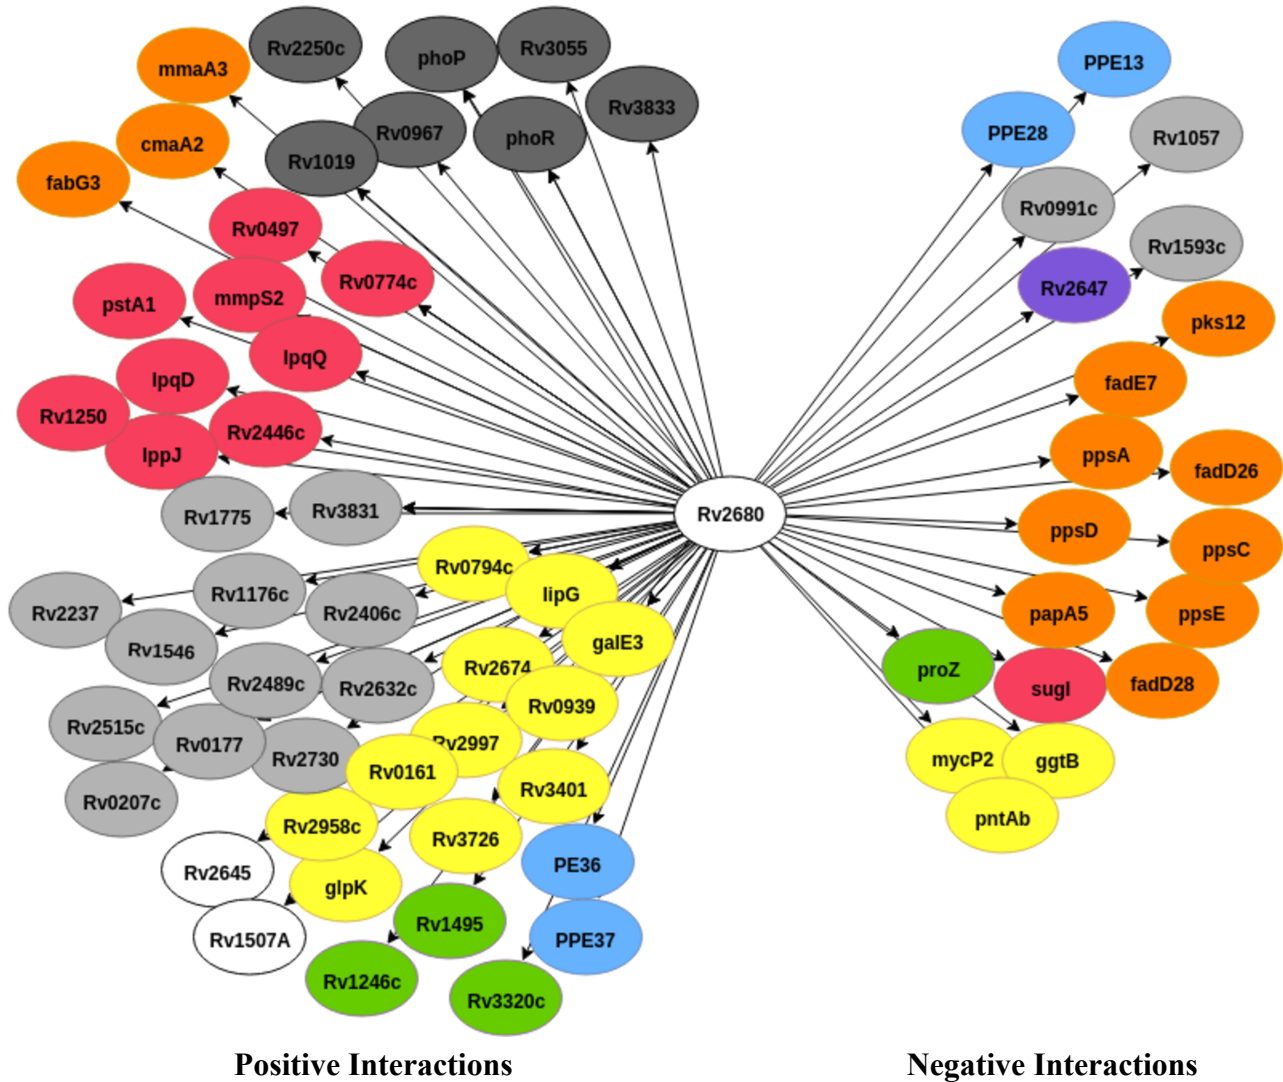 Rv2250c
phoP
Rv3055
mmaA3
Rv3833
cmaA2
Rv1019
Rv0967
phoR
fabG3
Rv0497
Rv0774c
pstA1
mmpS2
lpqQ
lpqD
Rv1250
Rv2446c
lppJ
Rv1775
Rv3831
Rv0794c
lipG
Rv2237
Rv1176c
Rv2406c
galE3
Rv1546
Rv2674
Rv2489c
Rv2632c
Rv0939
Rv2515c
Rv0177
Rv2730
Rv2997
Rv0161
Rv3401
Rv0207c
Rv2958c
Rv3726
Rv2645
glpK
PE36
Rv1507A
Rv1495
PPE37
Rv1246c
Rv3320c
Rv2680
PPE13
PPE28
Rv1057
Rv0991c
Rv1593c
Rv2647
pks12
fadE7
ppsA
fadD26
ppsD
ppsC
papA5
ppsE
proZ
sugI
fadD28
mycP2
ggtB
pntAb
Positive Interactions
Negative Interactions